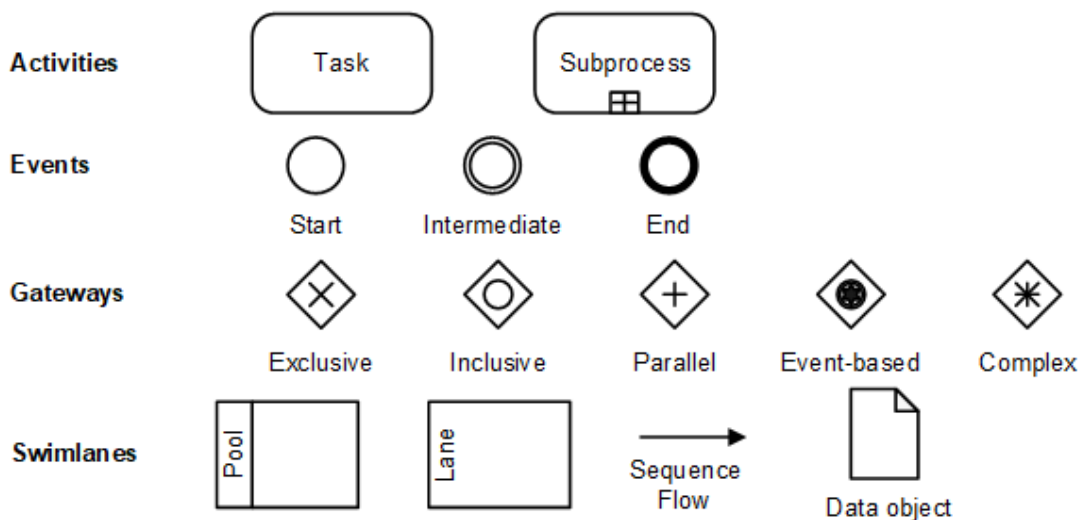 Activities
Task
Subprocess
Events
Start
Intermediate
End
Gateways
Exclusive
Inclusive
Parallel
Event-based
Complex
Swimlanes
Pool
Lane
Sequence
Flow
Data object